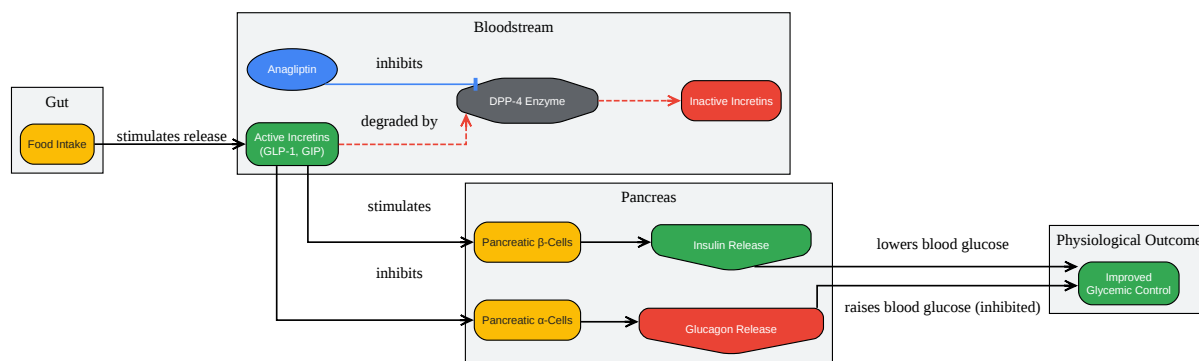 Bloodstream
Anagliptin
inhibits
DPP-4 Enzyme
Inactive Incretins
Gut
Food Intake
stimulates release
degraded by
Active Incretins
(GLP-1, GIP)
Pancreas
stimulates
Pancreatic β-Cells
Insulin Release
lowers blood glucose
inhibits
Pancreatic α-Cells
Glucagon Release
raises blood glucose (inhibited)
Physiological Outcome
Improved
Glycemic Control